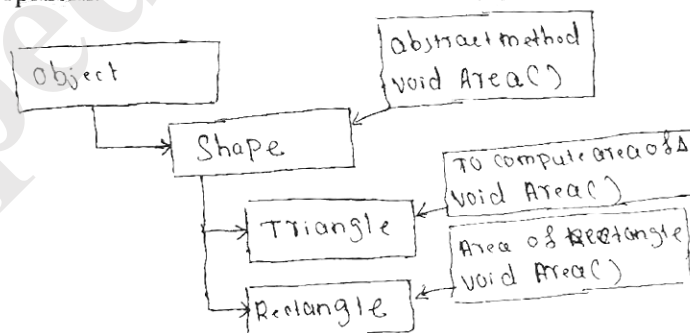 object
abstract method
void Area()
Shape
To compute area of Δ
void Area()
Triangle
Area of Rectangle
void Area()
Rectangle